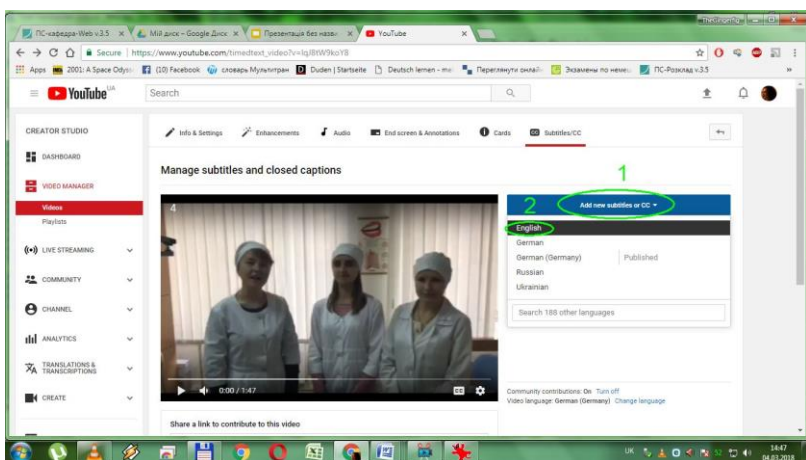 ПС-кафедра-Web v.3.5
Мій диск – Google Диск
Презентація без назви
YouTube
Secure
https://www.youtube.com/timedtext_video?v=
Apps
2001: A Space Odyss
(10) Facebook
словарь Мультитран
Duden | Startseite
Deutsch lernen - mei
Переглянути онлайн
Экзамены по немец
ПС-Розклад v.3.5
YouTube UA
Search
CREATOR STUDIO
Info & Settings
Enhancements
Audio
End screen & Annotations
Cards
Subtitles/CC
DASHBOARD
Manage subtitles and closed captions
VIDEO MANAGER
1
Videos
4
2
Add new subtitles or CC
Playlists
English
German
LIVE STREAMING
German (Germany)
Published
Russian
COMMUNITY
Ukrainian
CHANNEL
Search 188 other languages
ANALYTICS
TRANSLATIONS & TRANSCRIPTIONS
0:00 / 1:47
Community contributions: On Turn off
CREATE
Video language: German (Germany) Change language
Share a link to contribute to this video
UK
14:47
04.03.2018